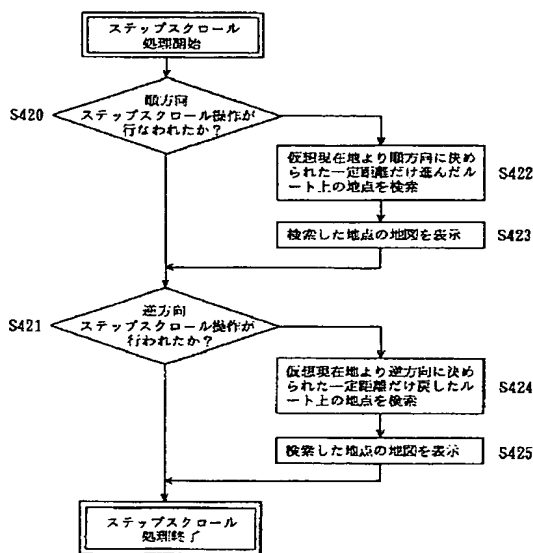 ステップスクロール
処理開始
S420
順方向
ステップスクロール操作が
行なわれたか?
仮想現在地より順方向に決め
られた一定距離だけ進んだル
ート上の地点を検索
S422
検索した地点の地図を表示
S423
S421
逆方向
ステップスクロール操作が
行われたか?
仮想現在地より逆方向に決め
られた一定距離だけ戻したル
ート上の地点を検索
S424
検索した地点の地図を表示
S425
ステップスクロール
処理終了